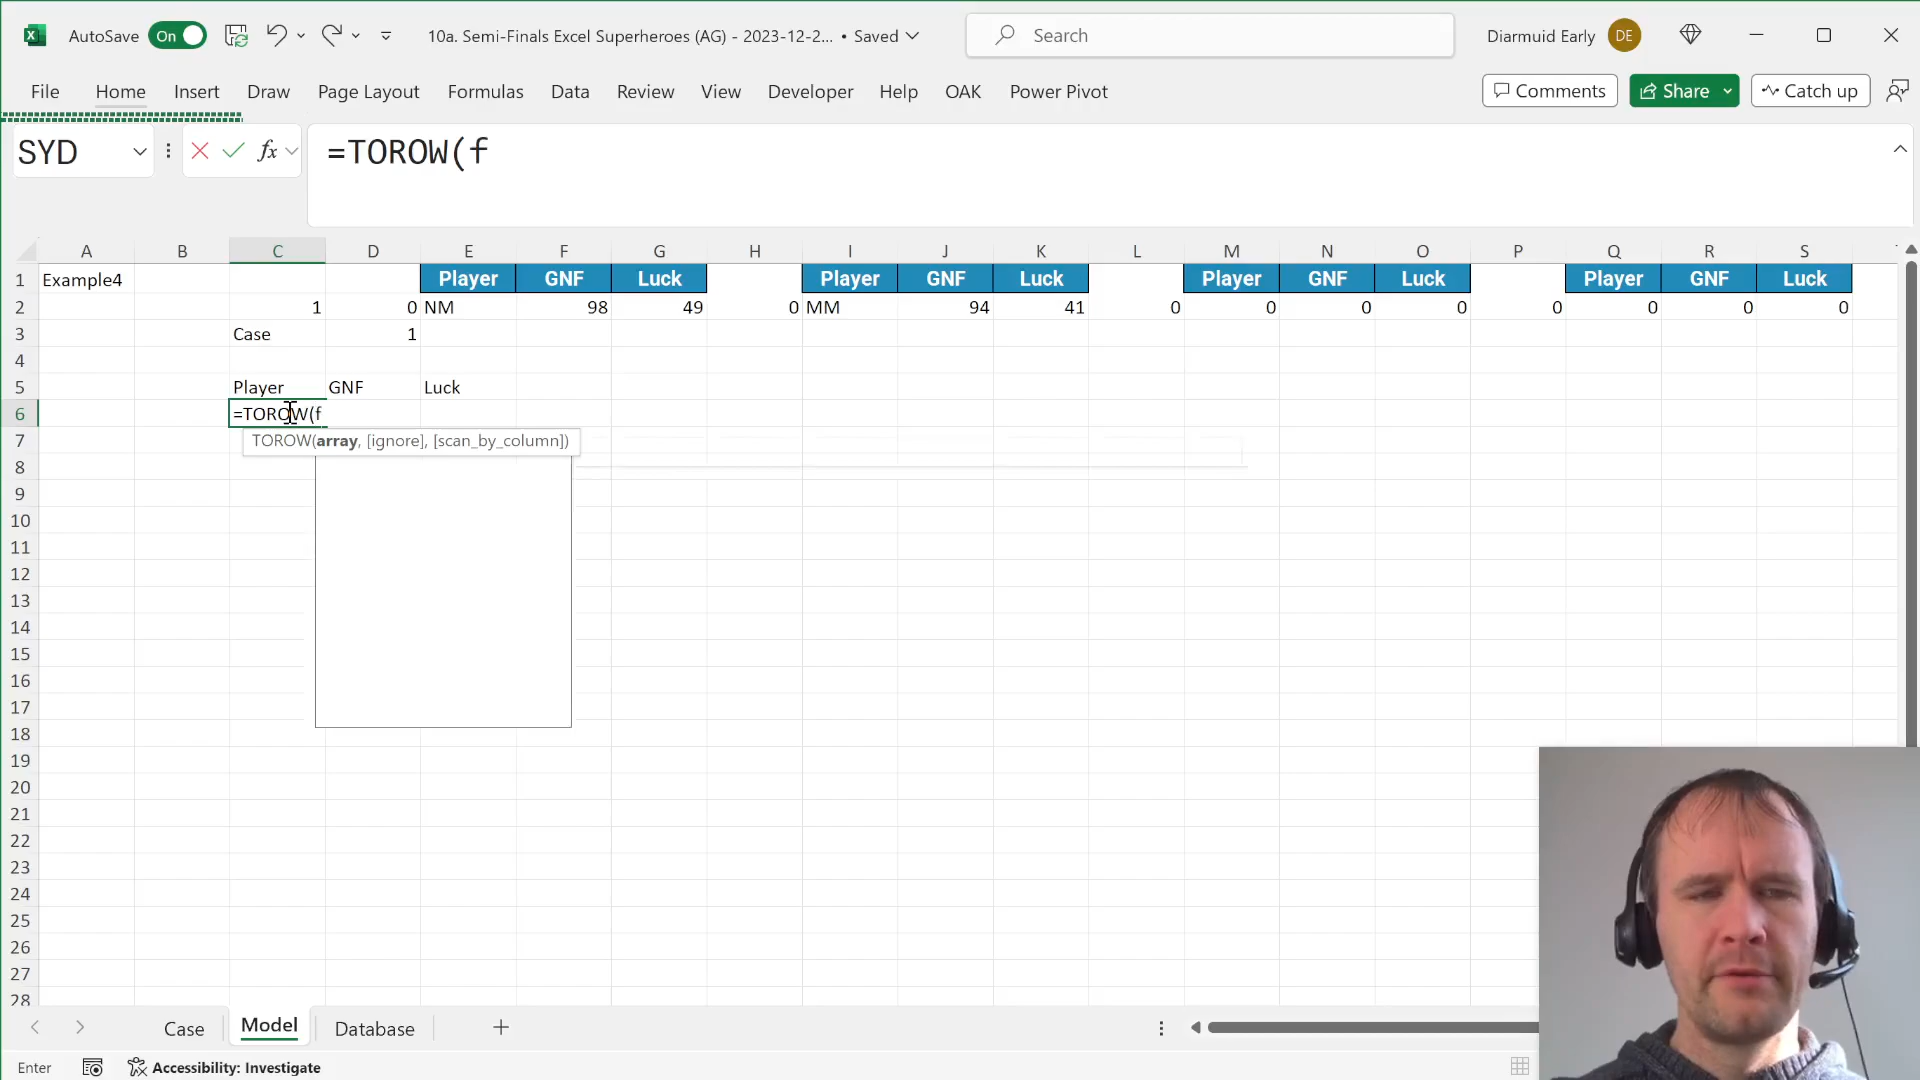 AutoSave On 10a. Semi-Finals Excel Superheroes (AG) - 2023-12-2... • Saved Search Diarmuid Early DE
File Home Insert Draw Page Layout Formulas Data Review View Developer Help OAK Power Pivot Comments Share Catch up
SYD fx =TOROW(f
A B C D E F G H I J K L M N O P Q R S
1 Example4 Player GNF Luck Player GNF Luck Player GNF Luck Player GNF Luck
2 1 0 NM 98 49 0 MM 94 41 0 0 0 0 0 0 0 0
3 Case 1
4
5 Player GNF Luck
6 =TOROW(f
7 TOROW(array, [ignore], [scan_by_column])
8
9
10
11
12
13
14
15
16
17
18
19
20
21
22
23
24
25
26
27
28
Case Model Database
Enter Accessibility: Investigate